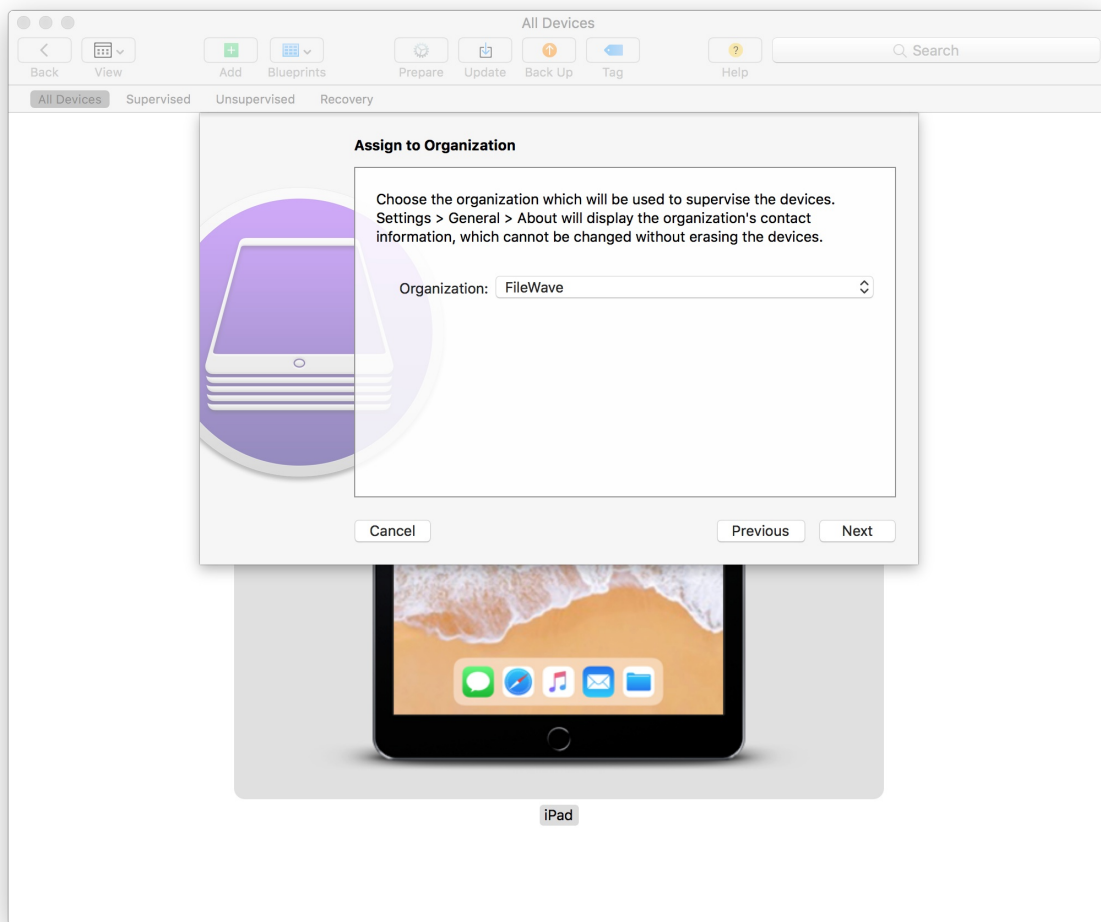 All Devices
Back View Add Blueprints Prepare Update Back Up Tag ? Help Search
All Devices Supervised Unsupervised Recovery
Assign to Organization
Choose the organization which will be used to supervise the devices.
Settings > General > About will display the organization's contact
information, which cannot be changed without erasing the devices.
Organization: FileWave
Cancel Previous Next
iPad